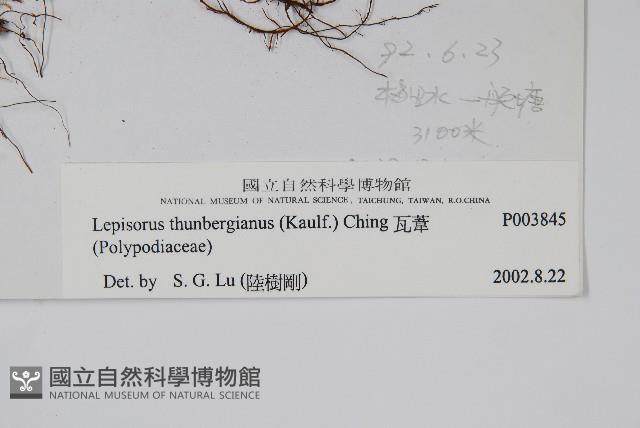 92.6.23
3100米
國立自然科學博物館
NATIONAL MUSEUM OF NATURAL SCIENCE, TAICHUNG, TAIWAN, R.O.CHINA
Lepisorus thunbergianus (Kaulf.) Ching 瓦葦 P003845
(Polypodiaceae)
Det. by S. G. Lu (陸樹剛) 2002.8.22
國立自然科學博物館
NATIONAL MUSEUM OF NATURAL SCIENCE